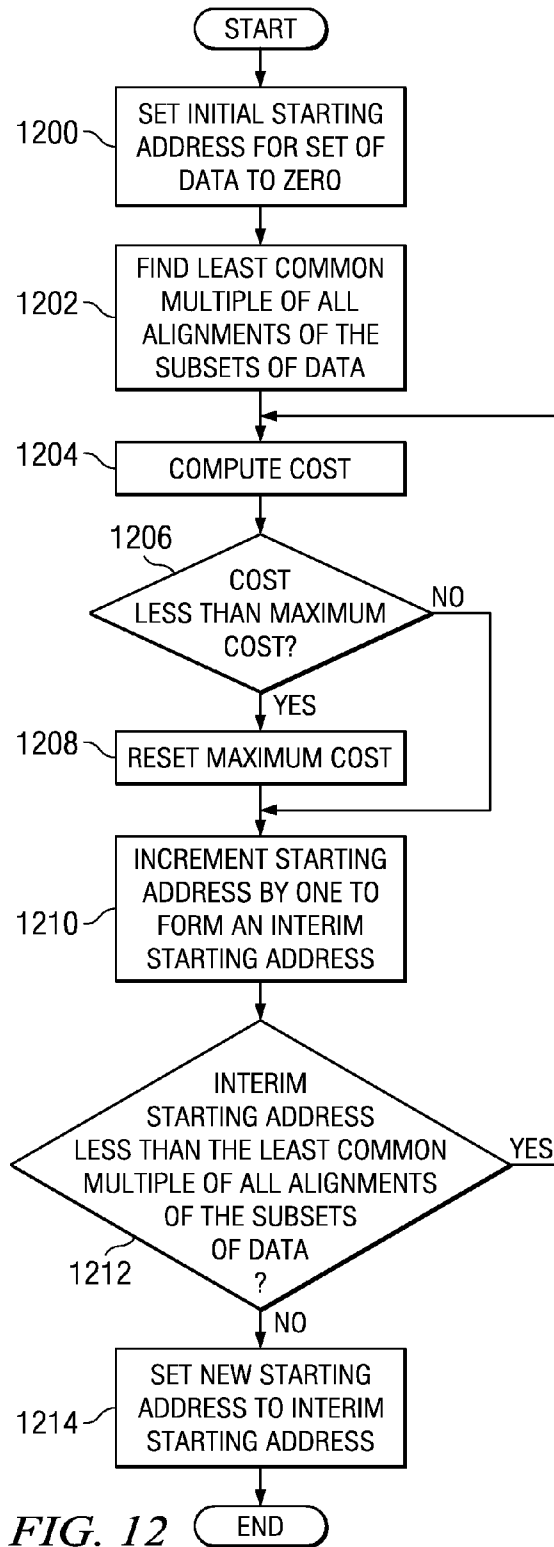 START
1200
SET INITIAL STARTING
ADDRESS FOR SET OF
DATA TO ZERO
1202
FIND LEAST COMMON
MULTIPLE OF ALL
ALIGNMENTS OF THE
SUBSETS OF DATA
1204
COMPUTE COST
1206
COST
LESS THAN MAXIMUM
COST?
NO
YES
1208
RESET MAXIMUM COST
1210
INCREMENT STARTING
ADDRESS BY ONE TO
FORM AN INTERIM
STARTING ADDRESS
INTERIM
STARTING ADDRESS
LESS THAN THE LEAST COMMON
MULTIPLE OF ALL ALIGNMENTS
OF THE SUBSETS
OF DATA
?
YES
1212
NO
1214
SET NEW STARTING
ADDRESS TO INTERIM
STARTING ADDRESS
FIG. 12
END